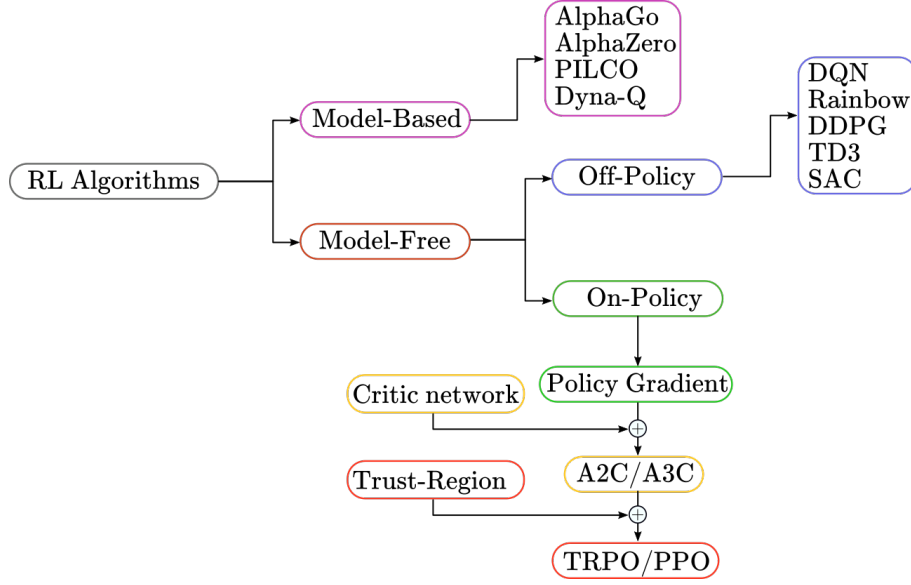 AlphaGo
AlphaZero
PILCO
Dyna-Q
DQN
Rainbow
DDPG
TD3
SAC
Model-Based
RL Algorithms
Off-Policy
Model-Free
On-Policy
Policy Gradient
Critic network
A2C/A3C
Trust-Region
TRPO/PPO